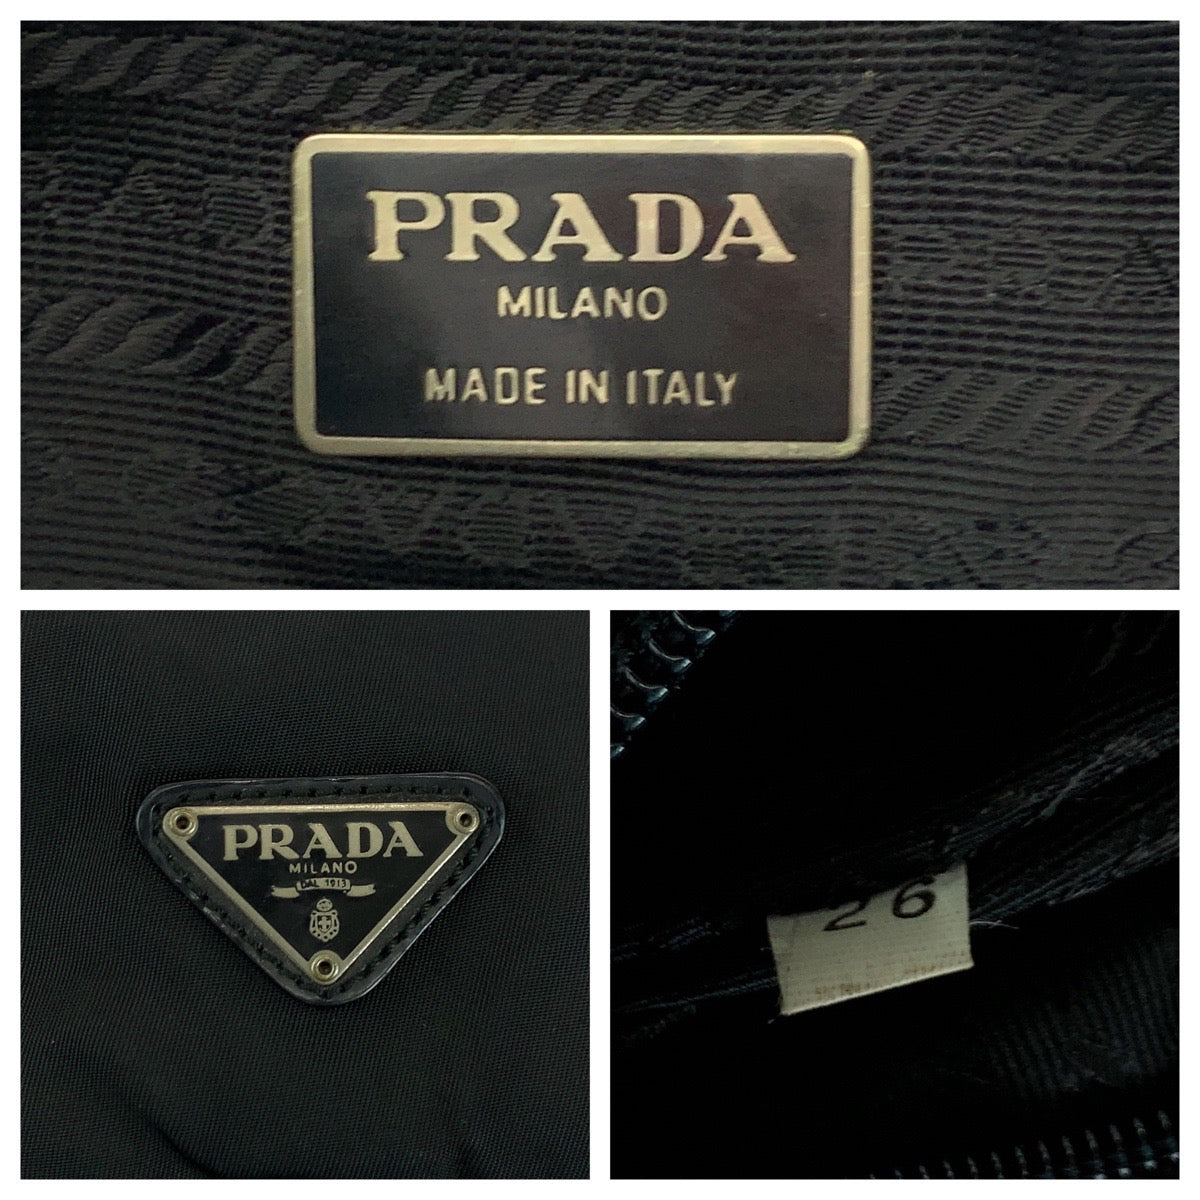 PRADA
MILANO
MADE IN ITALY
PRADA
MILANO
DAL 1913
26